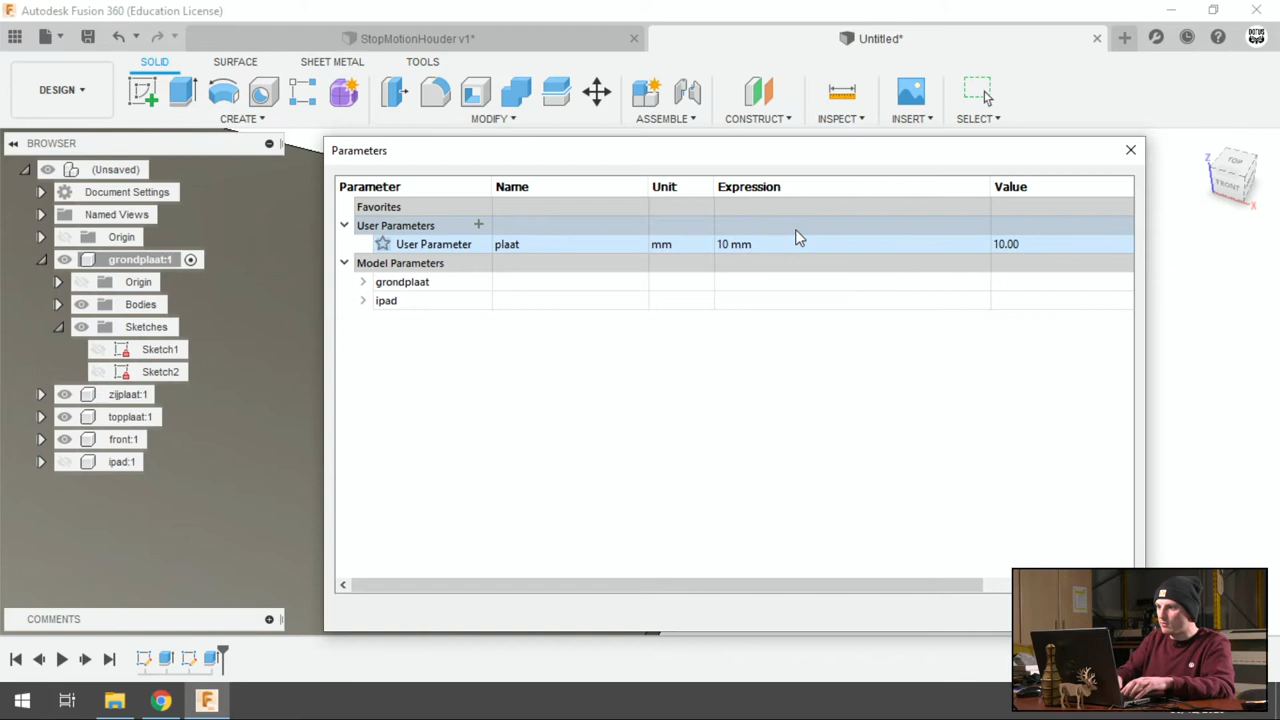 Autodesk Fusion 360 (Education License)
StopMotionHouder v1*
Untitled*
SOLID
SURFACE
SHEET METAL
TOOLS
DESIGN
CREATE
MODIFY
ASSEMBLE
CONSTRUCT
INSPECT
INSERT
SELECT
BROWSER
(Unsaved)
Document Settings
Named Views
Origin
grondplaat:1
Origin
Bodies
Sketches
Sketch1
Sketch2
zijplaat:1
topplaat:1
front:1
ipad:1
Parameters
Parameter Name Unit Expression Value
Favorites
User Parameters
User Parameter plaat mm 10 mm 10.00
Model Parameters
grondplaat
ipad
TOP
FRONT
Z
X
COMMENTS